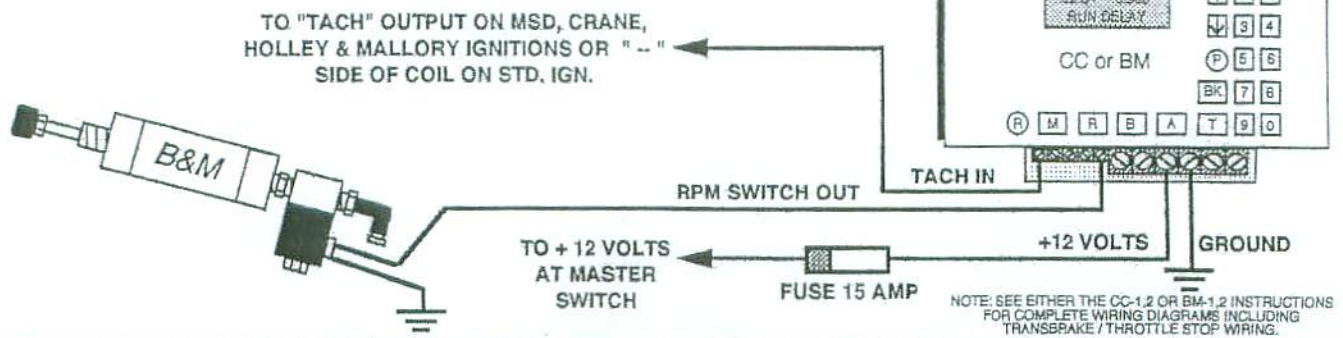 TO "TACH" OUTPUT ON MSD, CRANE,
HOLLEY & MALLORY IGNITIONS OR " -- "
SIDE OF COIL ON STD. IGN.
RUN DELAY
3 4
CC or BM
P 5 6
BK 7 8
R M R B A T 9 0
B&M
TACH IN
RPM SWITCH OUT
TO + 12 VOLTS
AT MASTER
SWITCH
FUSE 15 AMP
+12 VOLTS
GROUND
NOTE: SEE EITHER THE CC-1,2 OR BM-1,2 INSTRUCTIONS
FOR COMPLETE WIRING DIAGRAMS INCLUDING
TRANSBRAKE / THROTTLE STOP WIRING.